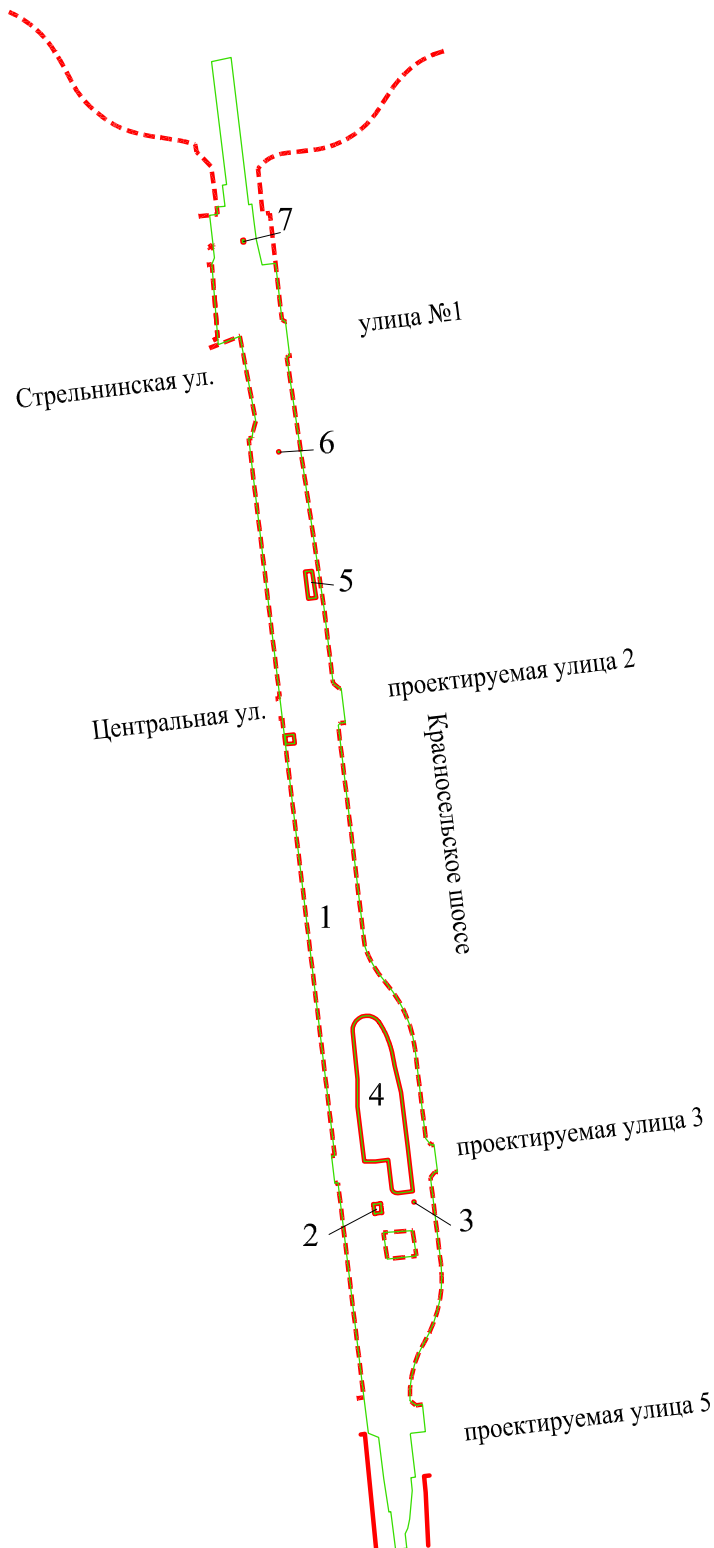 7
улица №1
Стрельнинская ул.
6
5
проектируемая улица 2
Центральная ул.
Красносельское шоссе
1
4
проектируемая улица 3
3
2
проектируемая улица 5